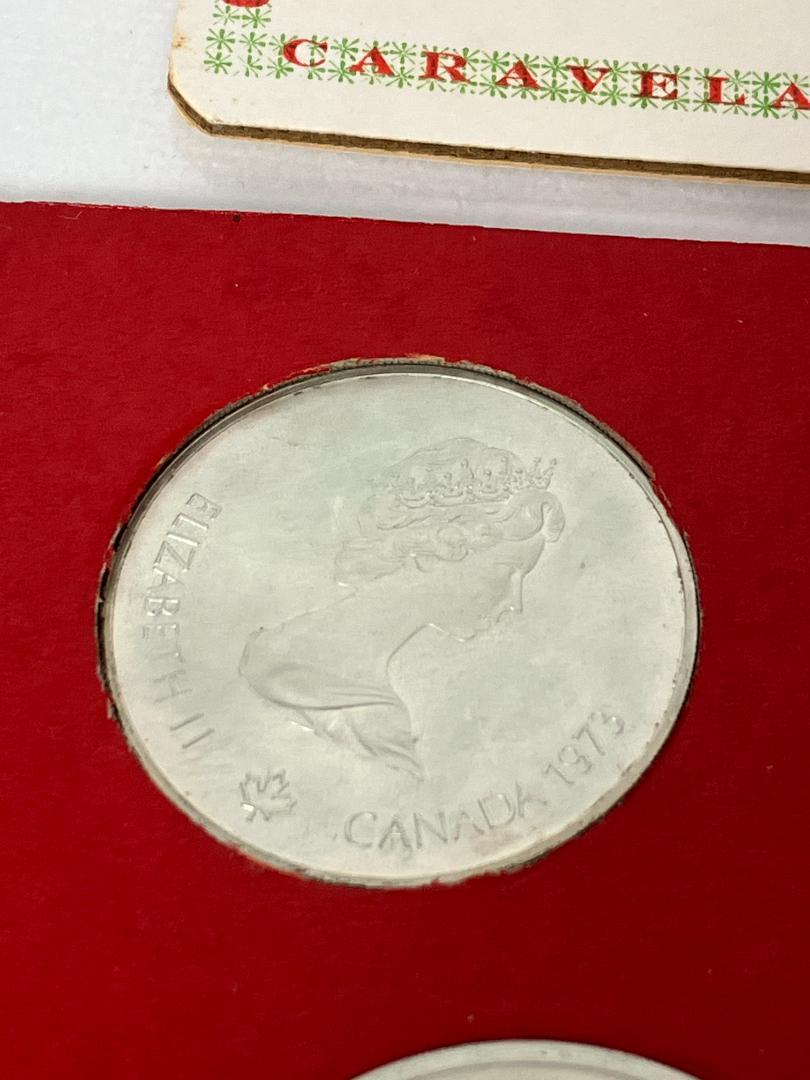 CARAVELA
ELIZABETH II
CANADA 1973